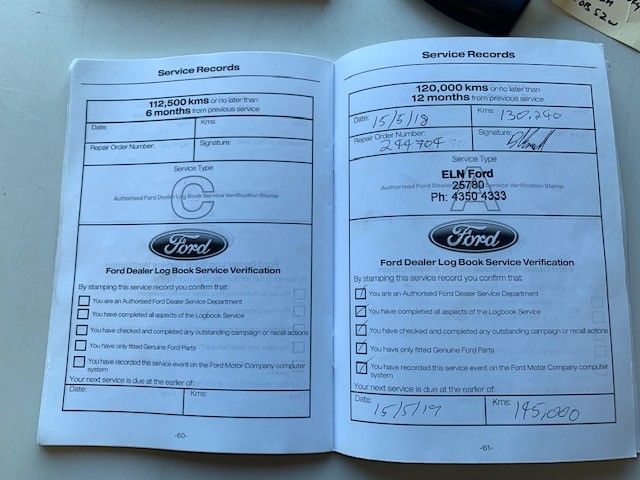 Service Records
112,500 kms or no later than
6 months from previous service
Date:
Kms:
Repair Order Number:
Signature:
Service Type
C
Authorised Ford Dealer Log Book Service Verification Stamp
Ford
Ford Dealer Log Book Service Verification
By stamping this service record you confirm that:
You are an Authorised Ford Dealer Service Department
You have completed all aspects of the Logbook Service
You have checked and completed any outstanding campaign or recall actions
You have only fitted Genuine Ford Parts
You have recorded this service event on the Ford Motor Company computer
system
Your next service is due at the earlier of:
Date:
Kms:
-60-
Service Records
120,000 kms or no later than
12 months from previous service
Date: 15/5/18
Kms: 130,240
Repair Order Number:
244704
Signature:
Service Type
A
ELN Ford
Authorised Ford Dealer Service Verification Stamp
25780
Ph: 4350 4333
Ford
Ford Dealer Log Book Service Verification
By stamping this service record you confirm that:
You are an Authorised Ford Dealer Service Department
You have completed all aspects of the Logbook Service
You have checked and completed any outstanding campaign or recall actions
You have only fitted Genuine Ford Parts
You have recorded this service event on the Ford Motor Company computer
system
Your next service is due at the earlier of:
Date: 15/5/19
Kms: 145,000
-61-